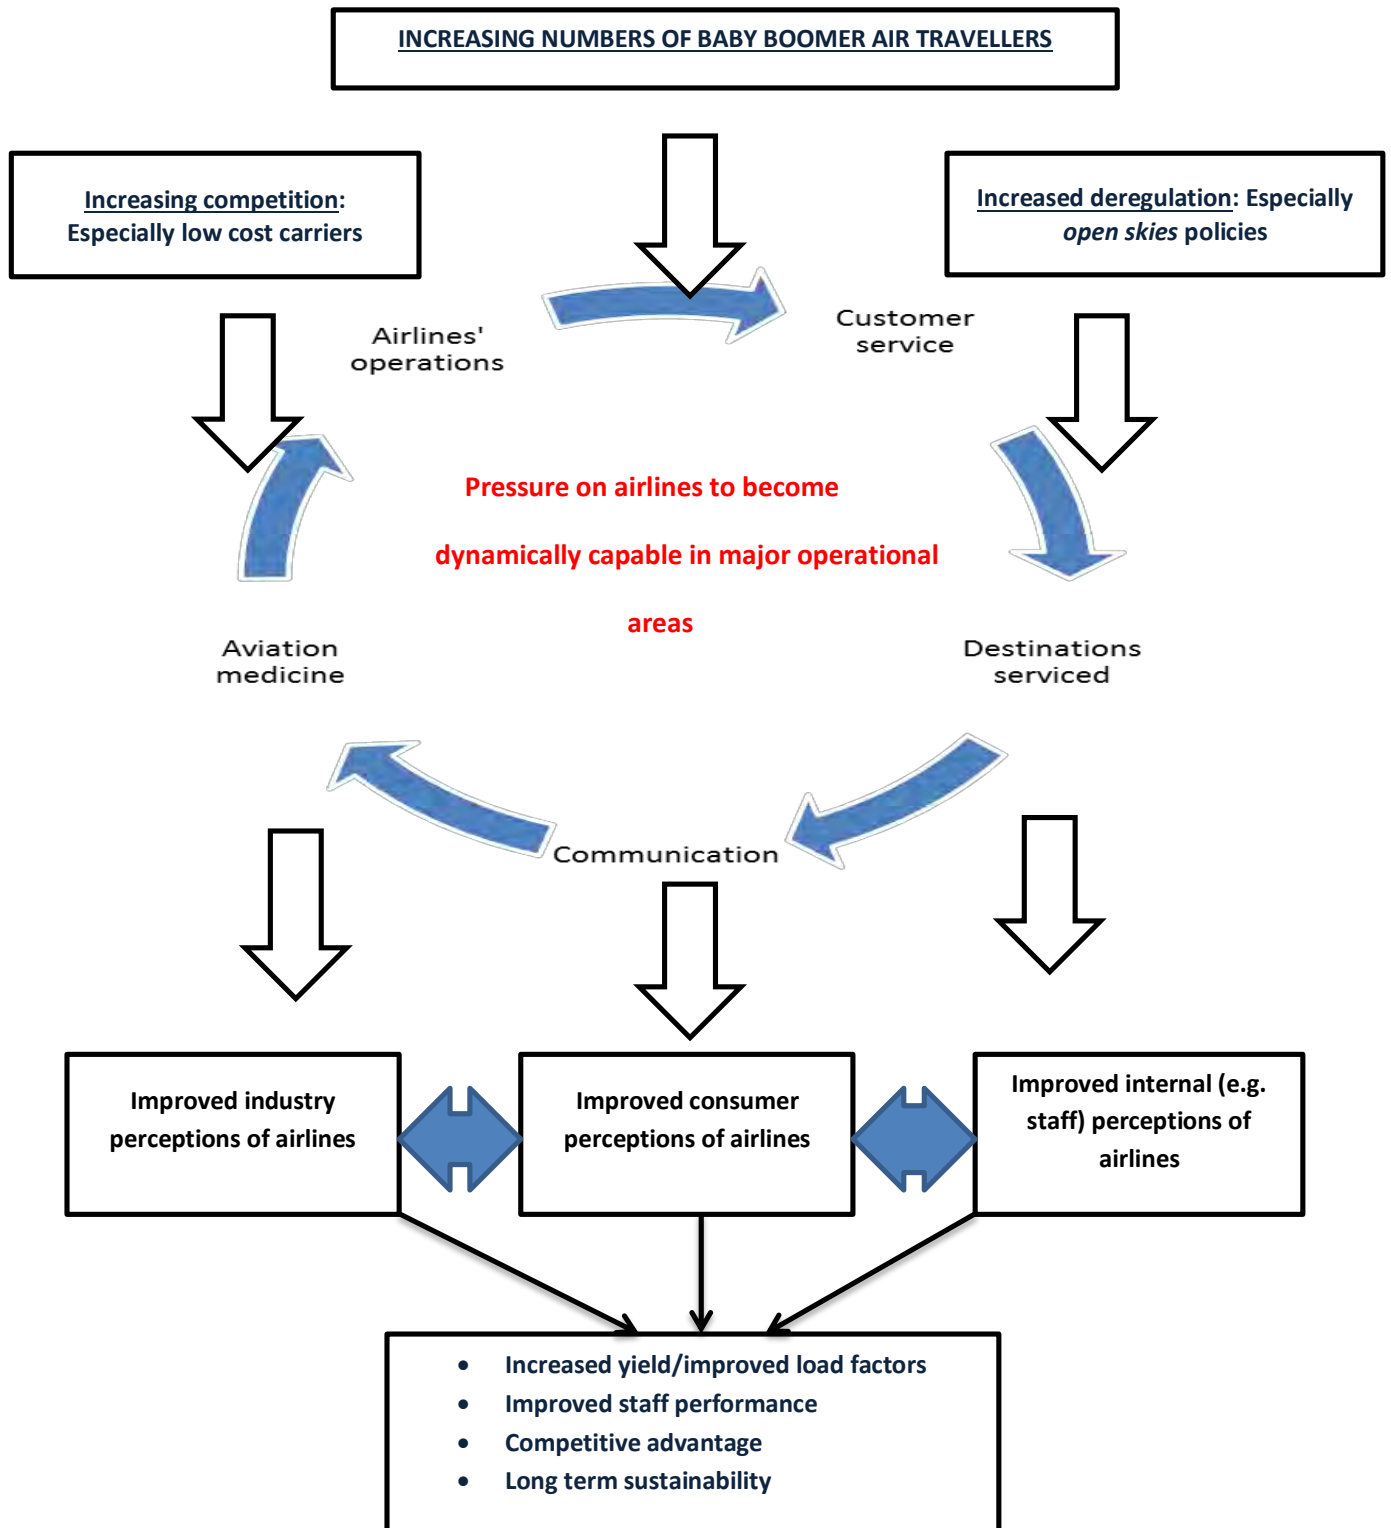 INCREASING NUMBERS OF BABY BOOMER AIR TRAVELLERS
Increasing competition:
Especially low cost carriers
Increased deregulation: Especially
open skies policies
Airlines'
operations
Customer
service
Pressure on airlines to become
dynamically capable in major operational
areas
Aviation
medicine
Destinations
serviced
Communication
Improved industry
perceptions of airlines
Improved consumer
perceptions of airlines
Improved internal (e.g.
staff) perceptions of
airlines
• Increased yield/improved load factors
• Improved staff performance
• Competitive advantage
• Long term sustainability